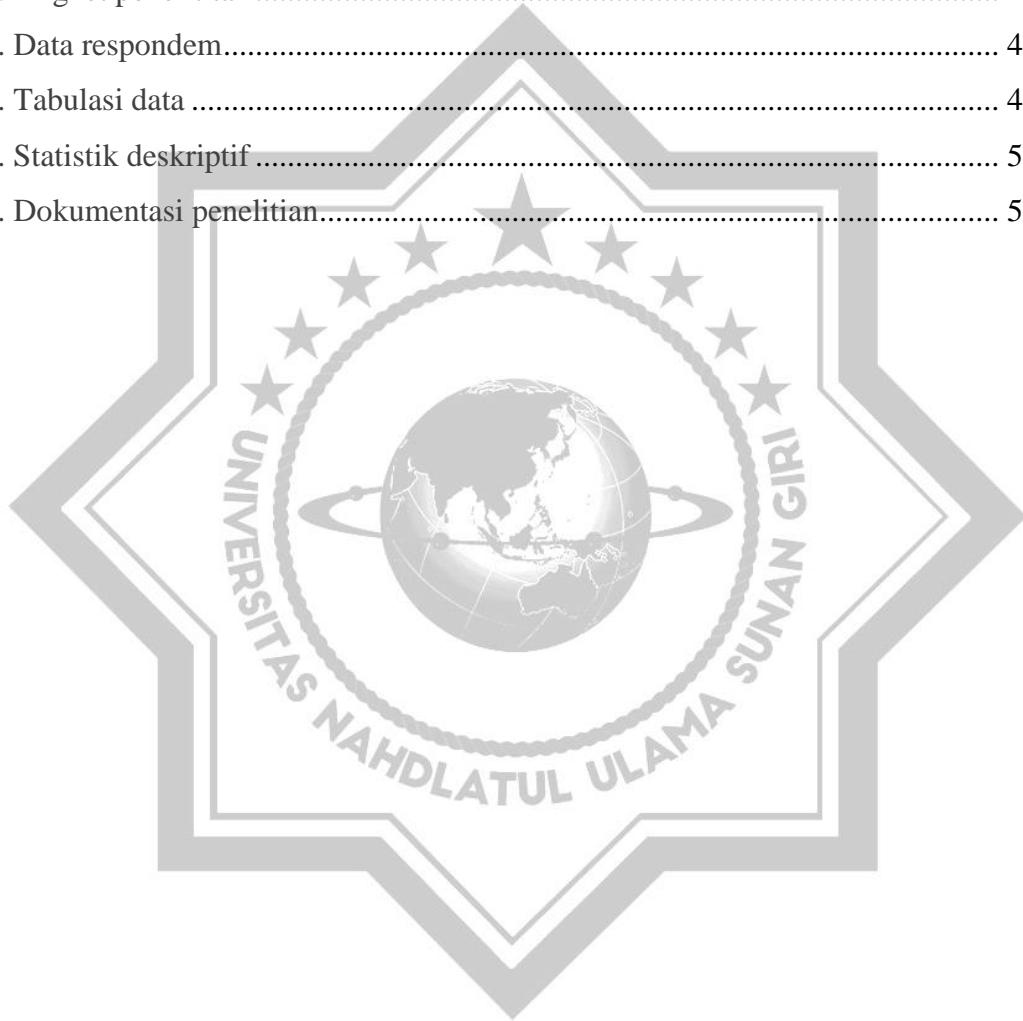 . Data respondem 4
. Tabulasi data 4
. Statistik deskriptif 5
. Dokumentasi penelitian 5
UNIVERSITAS NAHDLATUL ULAMA SUNAN GIRI